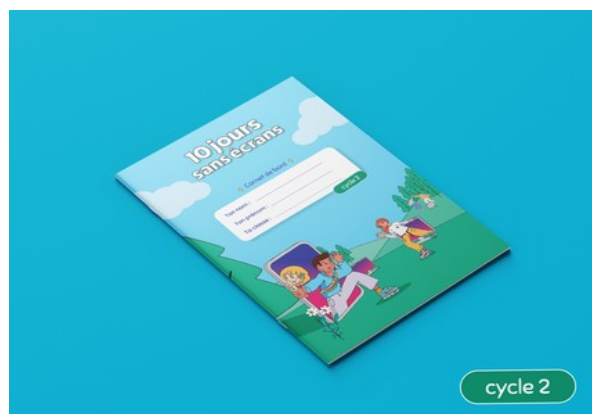 10 jours
sans écrans
Carnet de bord
Ton nom :
Ton prénom :
Ta classe :
cycle 2
cycle 2